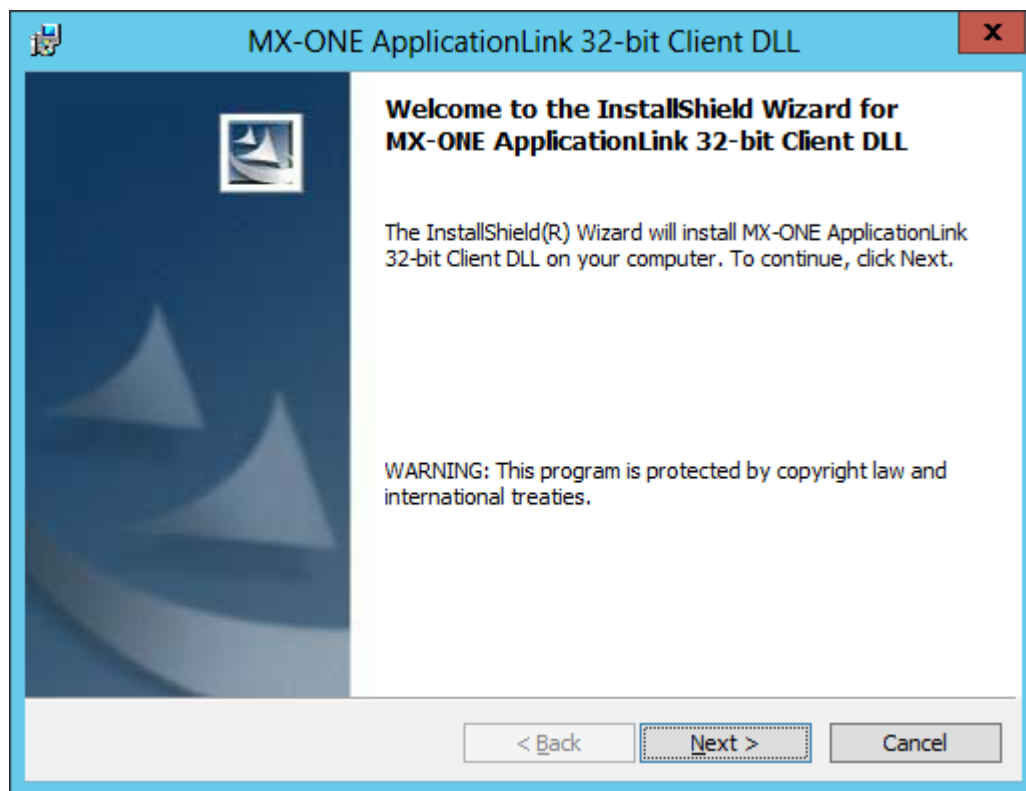 MX-ONE ApplicationLink 32-bit Client DLL
x
Welcome to the InstallShield Wizard for
MX-ONE ApplicationLink 32-bit Client DLL
The InstallShield(R) Wizard will install MX-ONE ApplicationLink
32-bit Client DLL on your computer. To continue, click Next.
WARNING: This program is protected by copyright law and
international treaties.
< Back
Next >
Cancel